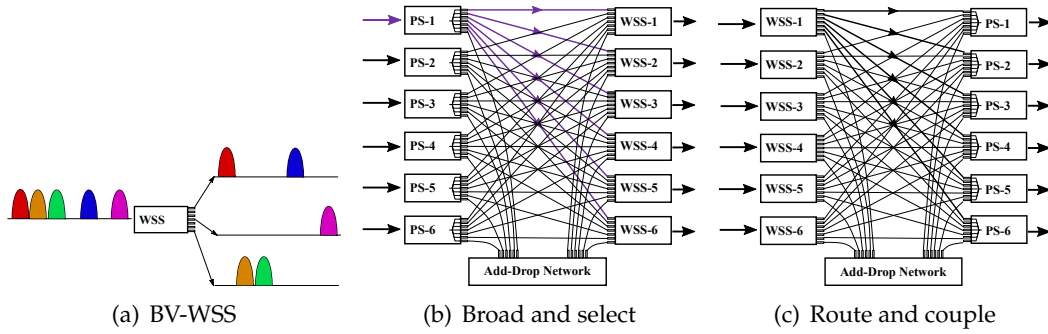 WSS
(a) BV-WSS
PS-1
PS-2
PS-3
PS-4
PS-5
PS-6
WSS-1
WSS-2
WSS-3
WSS-4
WSS-5
WSS-6
Add-Drop Network
(b) Broad and select
WSS-1
WSS-2
WSS-3
WSS-4
WSS-5
WSS-6
PS-1
PS-2
PS-3
PS-4
PS-5
PS-6
Add-Drop Network
(c) Route and couple